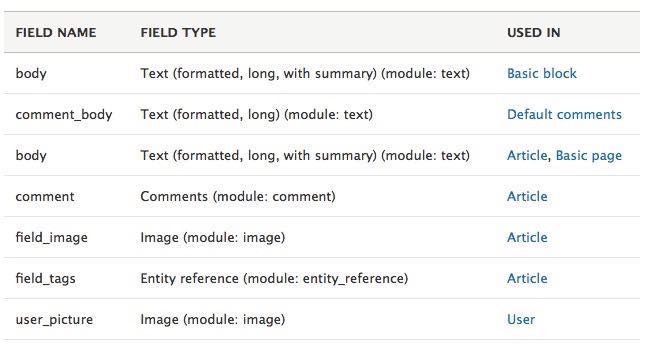 FIELD NAME FIELD TYPE USED IN
body Text (formatted, long, with summary) (module: text) Basic block
comment_body Text (formatted, long) (module: text) Default comments
body Text (formatted, long, with summary) (module: text) Article, Basic page
comment Comments (module: comment) Article
field_image Image (module: image) Article
field_tags Entity reference (module: entity_reference) Article
user_picture Image (module: image) User